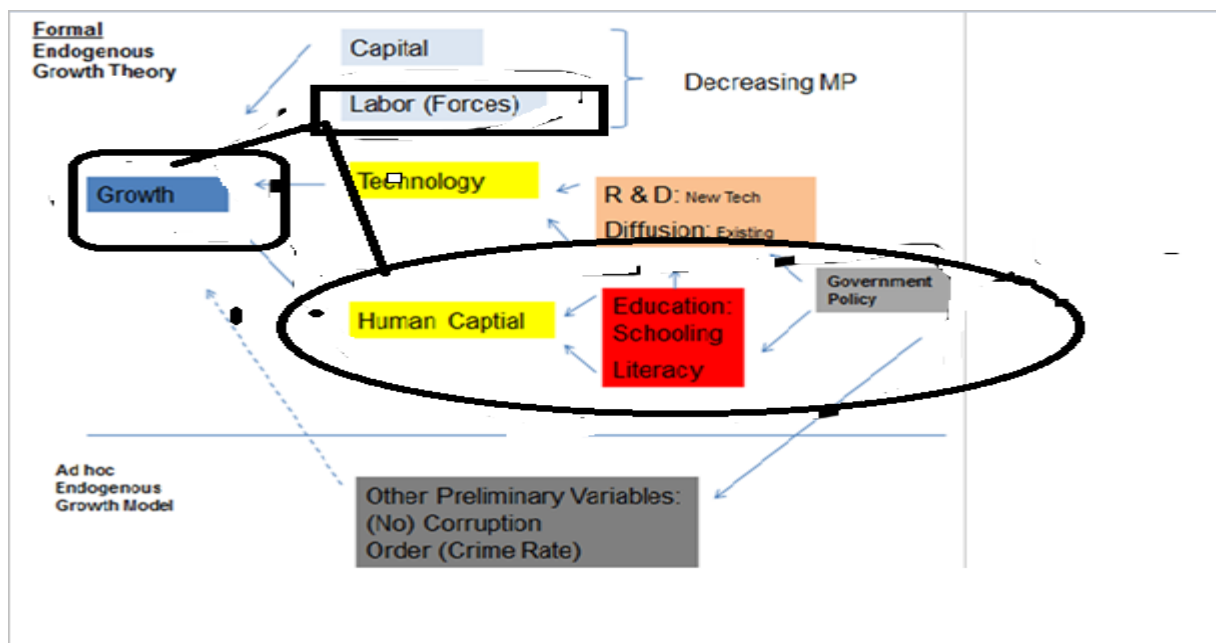 Formal
Endogenous
Growth Theory
Capital
Labor (Forces)
Decreasing MP
Growth
Technology
R & D: New Tech
Diffusion: Existing
Government
Policy
Human Captial
Education:
Schooling
Literacy
Ad hoc
Endogenous
Growth Model
Other Preliminary Variables:
(No) Corruption
Order (Crime Rate)